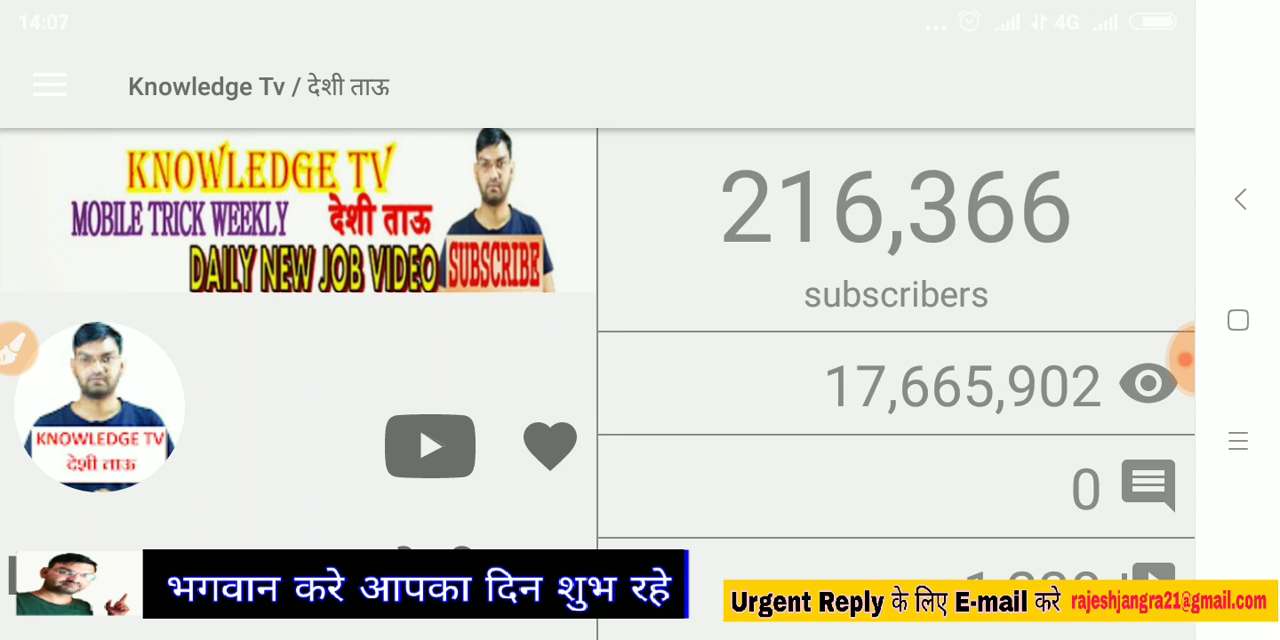 14:07
4G
Knowledge Tv / देशी ताऊ
KNOWLEDGE TV
MOBILE TRICK WEEKLY देशी ताऊ
DAILY NEW JOB VIDEO SUBSCRIBE
216,366
subscribers
17,665,902
KNOWLEDGE TV
देशी ताऊ
0
भगवान करे आपका दिन शुभ रहे
Urgent Reply के लिए E-mail करे rajeshjangra21@gmail.com